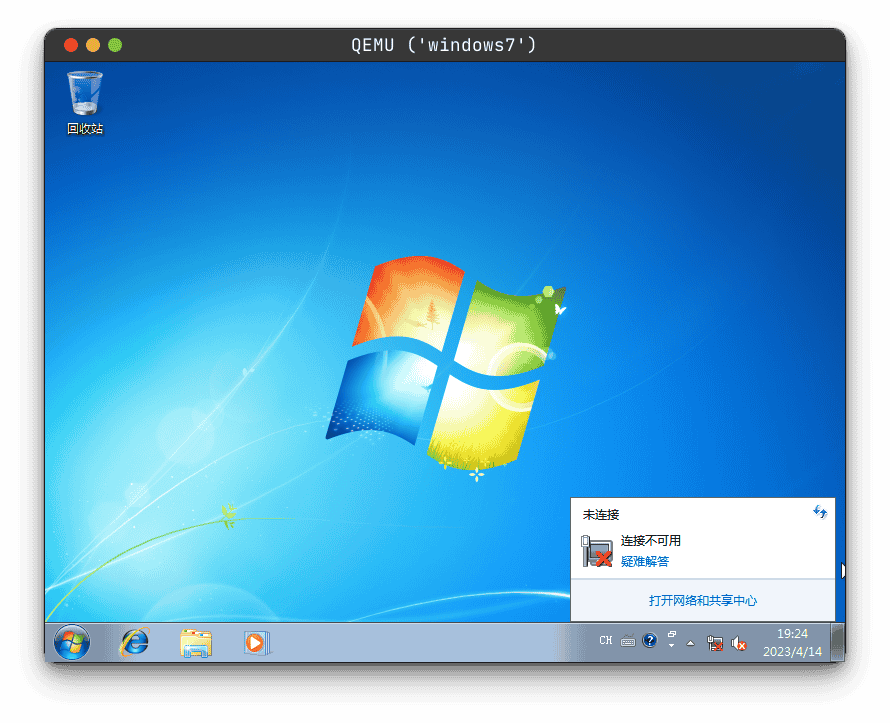 QEMU ('windows7')
回收站
未连接
连接不可用
疑难解答
打开网络和共享中心
CH
19:24
2023/4/14